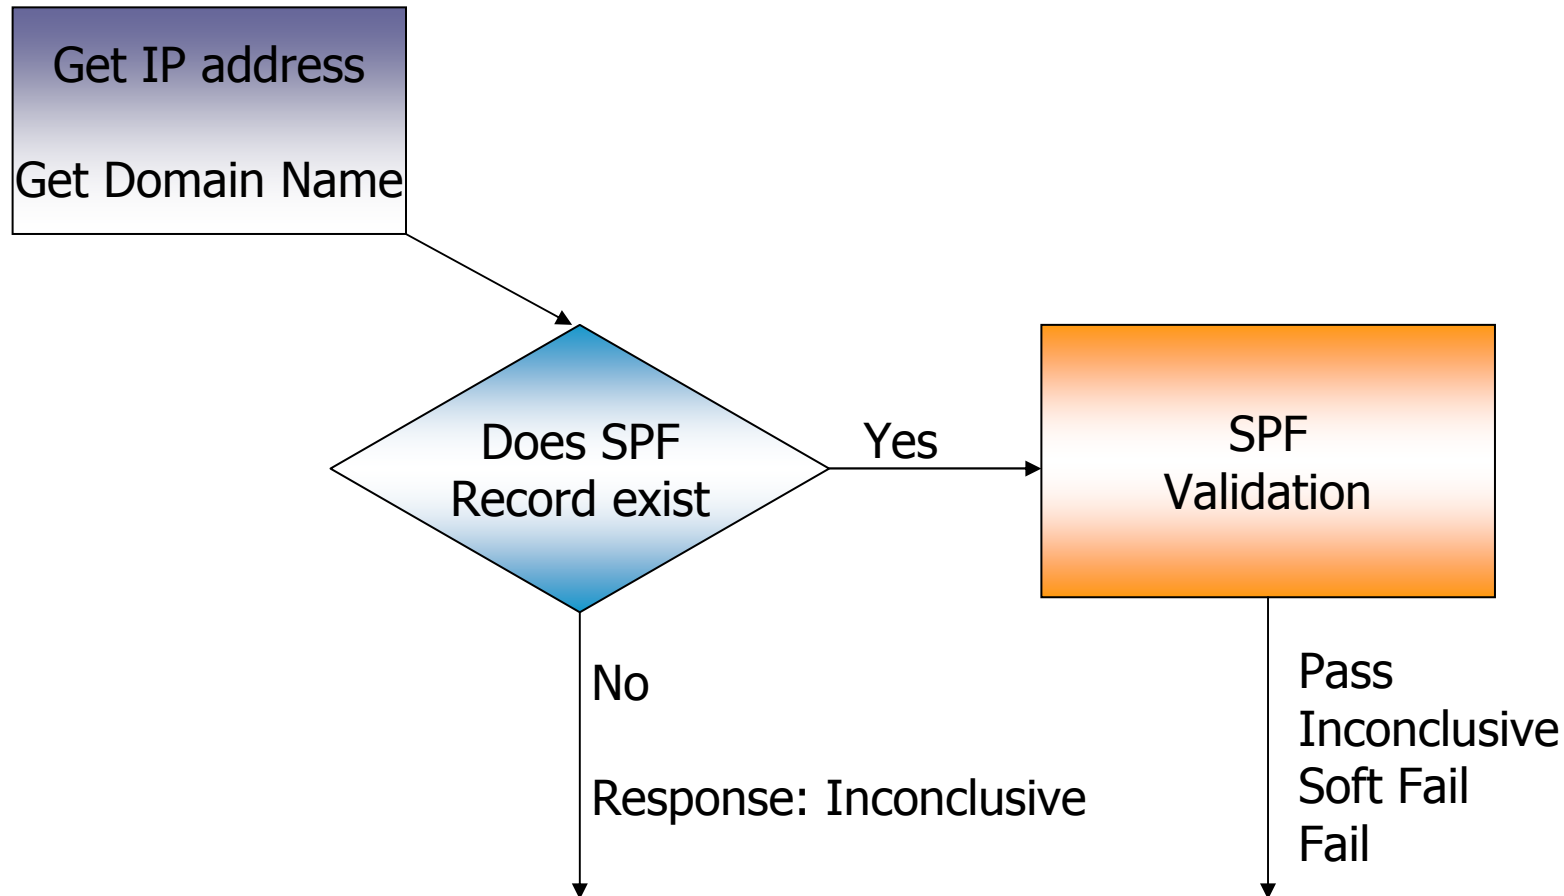 Get IP address
Get Domain Name
Does SPF
Record exist
Yes
SPF
Validation
No
Response: Inconclusive
Pass
Inconclusive
Soft Fail
Fail